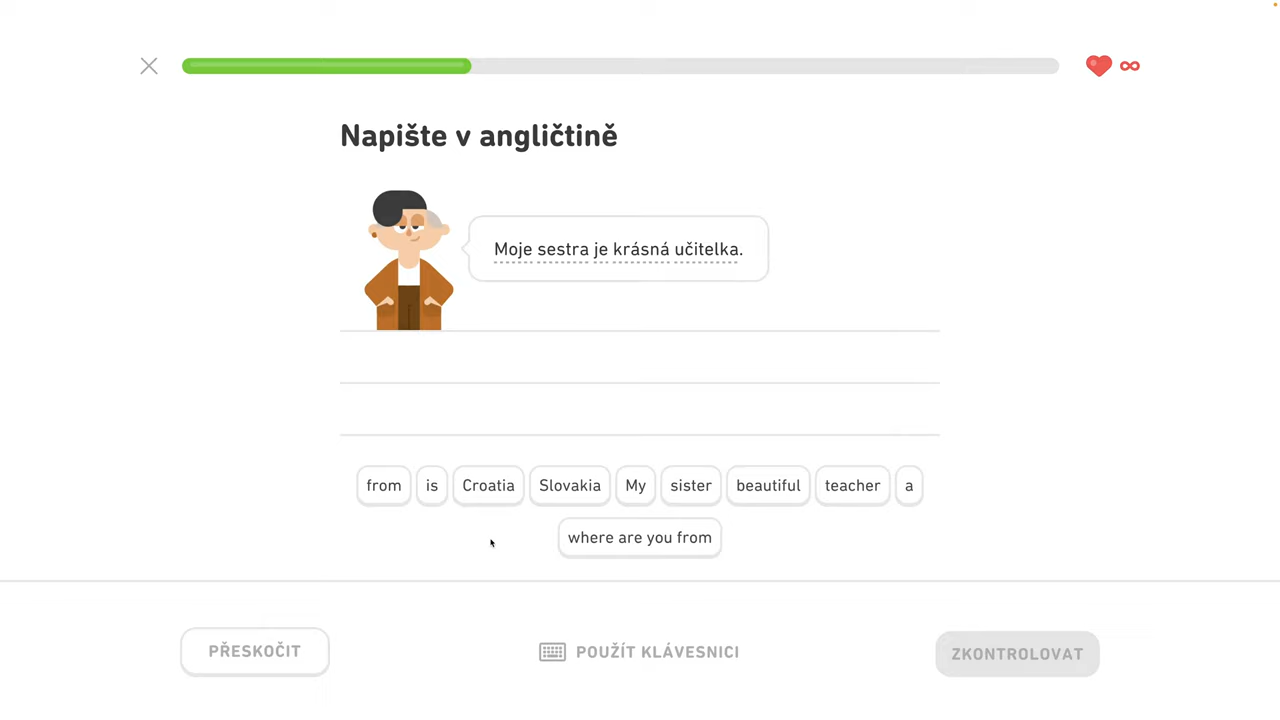 ∞
Napište v angličtině
Moje sestra je krásná učitelka.
from is Croatia Slovakia My sister beautiful teacher a
where are you from
PŘESKOČIT POUŽÍT KLÁVESNICI ZKONTROLOVAT